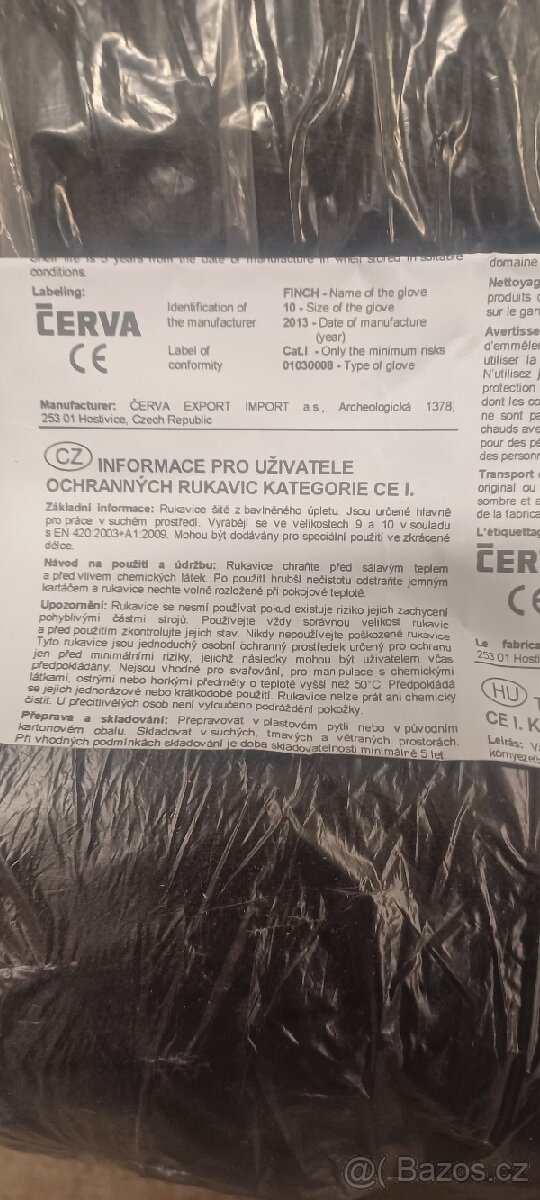 Shelf life is 5 years from the date of manufacture in when stored in suitable
conditions.
Labeling:
ČERVA
CE
Identification of
the manufacturer
Label of
conformity
FINCH - Name of the glove
10 - Size of the glove
2013 - Date of manufacture
(year)
Cat.I - Only the minimum risks
01030008 - Type of glove
Manufacturer: ČERVA EXPORT IMPORT a.s., Archeologická 1378,
253 01 Hostivice, Czech Republic
CZ INFORMACE PRO UŽIVATELE
OCHRANNÝCH RUKAVIC KATEGORIE CE I.
Základní informace: Rukavice šité z bavlněného úpletu. Jsou určené hlavně
pro práce v suchém prostředí. Vyrábějí se ve velikostech 9 a 10 v souladu
s EN 420:2003+A1:2009. Mohou být dodávány pro speciální použití ve zkrácené
délce.
Návod na použití a údržbu: Rukavice chraňte před sálavým teplem
a před vlivem chemických látek. Po použití hrubší nečistotu odstraňte jemným
kartáčem a rukavice nechte volně rozložené při pokojové teplotě.
Upozornění: Rukavice se nesmí používat pokud existuje riziko jejich zachycení
pohyblivými částmi strojů. Používejte vždy správnou velikost rukavic
a před použitím zkontrolujte jejich stav. Nikdy nepoužívejte poškozené rukavice
Tyto rukavice jsou jednoduchý osobní ochranný prostředek určený pro ochranu
jen před minimálními riziky, jejichž následky mohou být uživatelem včas
předpokládány. Nejsou vhodné pro svařování, pro manipulace s chemickými
látkami, ostrými nebo horkými předměty o teplotě vyšší než 50°C. Předpokládá
se jejich jednorázové nebo krátkodobé použití. Rukavice nelze prát ani chemicky
čistit. U přecitlivělých osob není vyloučeno podráždění pokožky.
Přeprava a skladování: Přepravovat v plastovém pytli nebo v původním
kartonovém obalu. Skladovat v suchých, tmavých a větraných prostorách.
Při vhodných podmínkách skladování je doba skladovatelnosti minimálně 5 let.
domaine
Nettoyag
produits c
sur le gan
Avertisse
d'emmêler
utiliser la
N'utilisez j
protection
dont les co
ne sont pa
chauds ave
pour des pe
des personr
Transport
original ou
sombre et a
de la fabrica
L'étiquettag
ČER
CE
Le fabrica
253 01 Hostiv
HU
CE I. K
Leírás: V
környezetb
@ Bazoš.cz